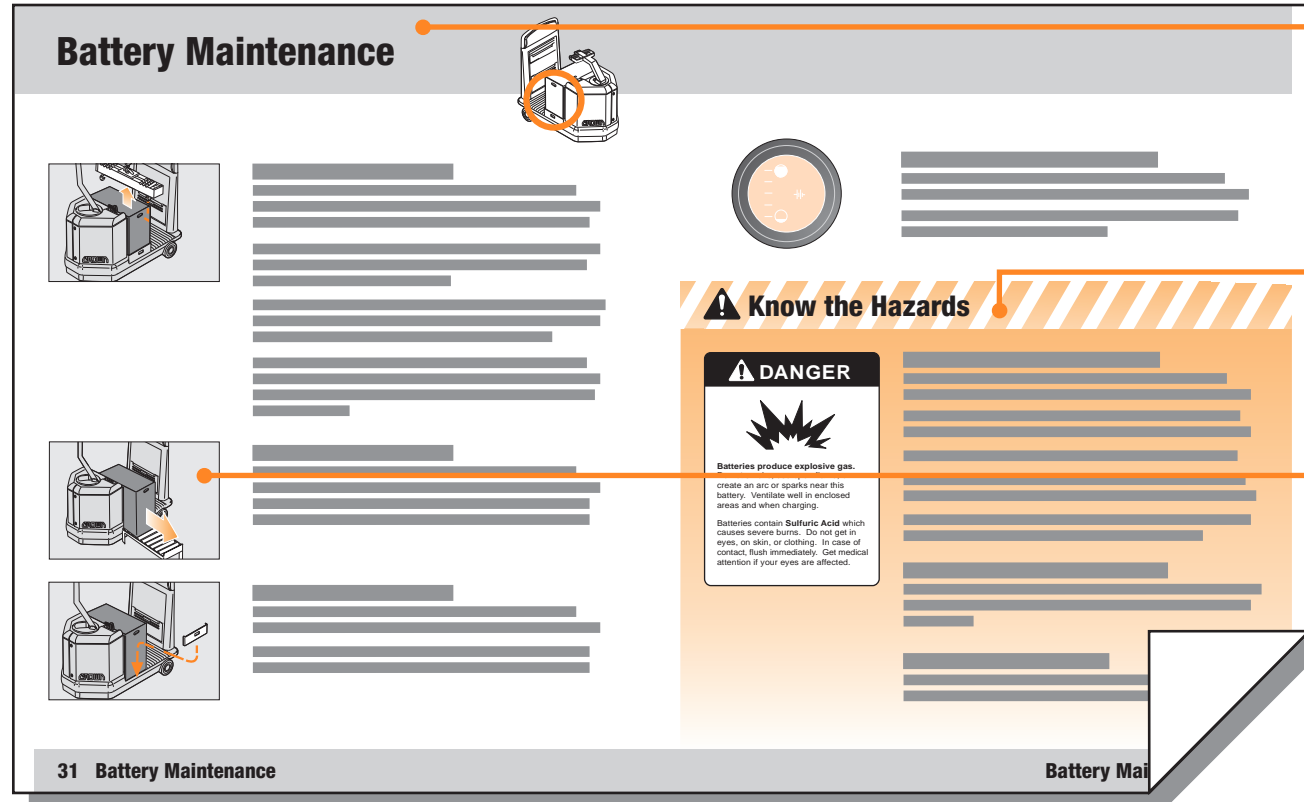 Battery Maintenance
Know the Hazards
DANGER
Batteries produce explosive gas.
create an arc or sparks near this
battery. Ventilate well in enclosed
areas and when charging.
Batteries contain Sulfuric Acid which
causes severe burns. Do not get in
eyes, on skin, or clothing. In case of
contact, flush immediately. Get medical
attention if your eyes are affected.
31 Battery Maintenance
Battery Mai